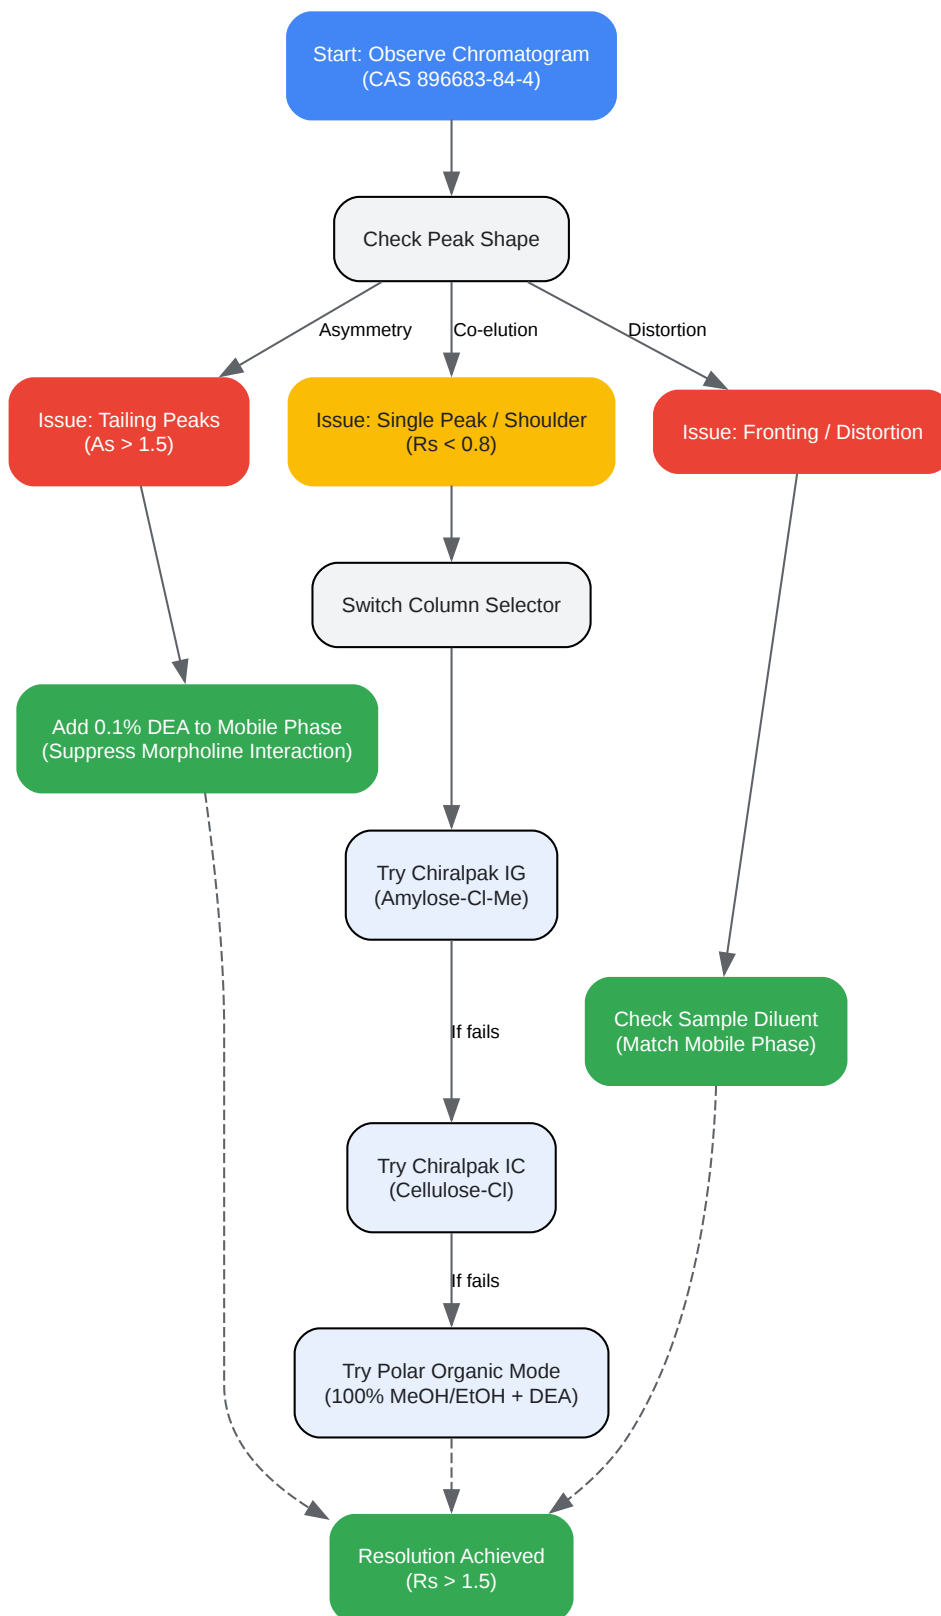 Start: Observe Chromatogram
(CAS 896683-84-4)
Check Peak Shape
Asymmetry
Co-elution
Distortion
Issue: Tailing Peaks
(As > 1.5)
Issue: Single Peak / Shoulder
(Rs < 0.8)
Issue: Fronting / Distortion
Switch Column Selector
Add 0.1% DEA to Mobile Phase
(Suppress Morpholine Interaction)
Try Chiralpak IG
(Amylose-Cl-Me)
If fails
Check Sample Diluent
(Match Mobile Phase)
Try Chiralpak IC
(Cellulose-Cl)
If fails
Try Polar Organic Mode
(100% MeOH/EtOH + DEA)
Resolution Achieved
(Rs > 1.5)